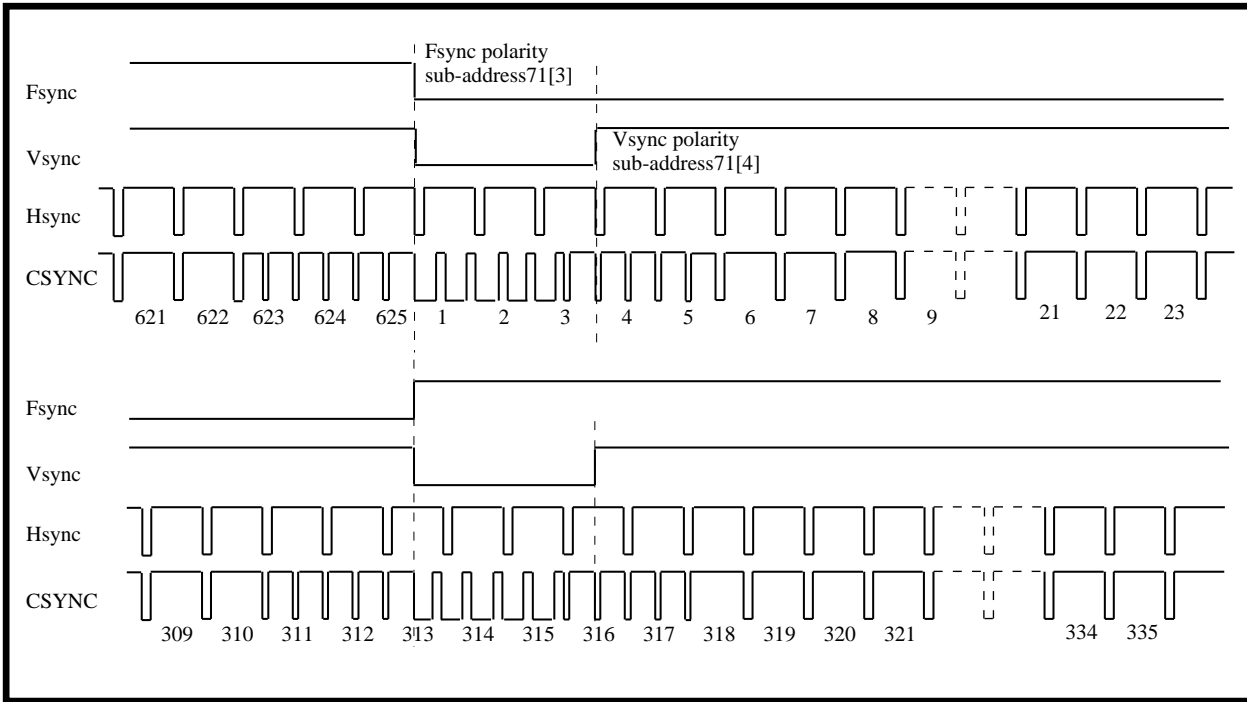 Fsync polarity
sub-address71[3]
Fsync
Vsync
Vsync polarity
sub-address71[4]
Hsync
CSYNC
621 622 623 624 625 1 2 3 4 5 6 7 8 9 21 22 23
Fsync
Vsync
Hsync
CSYNC
309 310 311 312 313 314 315 316 317 318 319 320 321 334 335